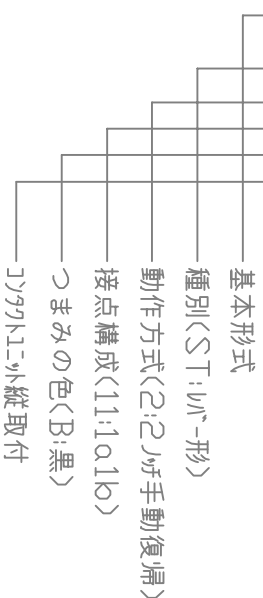 基本形式
種別(ST:レバー形)
動作方式(2:2ノッチ手動復帰)
接点構成(11:1a1b)
つまみの色(B:黒)
コンタクトユニット縦取付